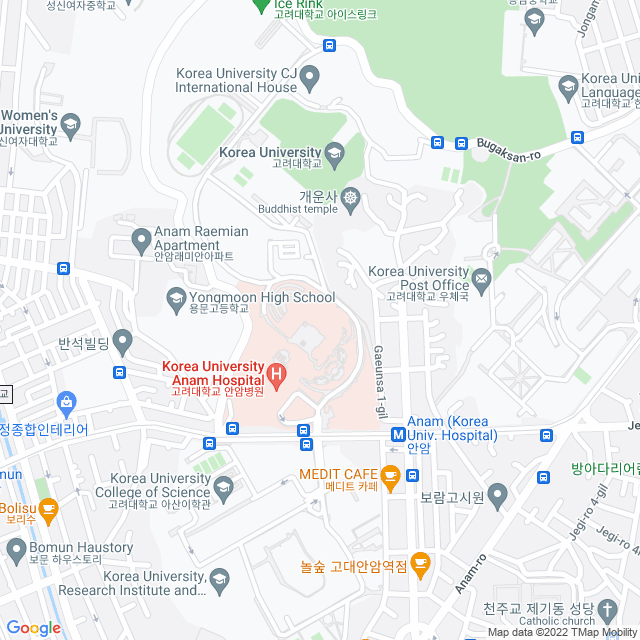 성신여자중학교
Ice Rink
고려대학교 아이스링크
Jongam
Korea University CJ
International House
Korea Uni
Language
고려대학교 한
Women's
University
신여자대학교
Bugaksan-ro
Korea University
고려대학교
개운사
Buddhist temple
Anam Raemian
Apartment
안암래미안아파트
Korea University
Post Office
고려대학교 우체국
Yongmoon High School
용문고등학교
반석빌딩
Gaeunsa 1-gil
Korea University
Anam Hospital
고려대학교 안암병원
교
정종합인테리어
Anam (Korea
Univ. Hospital)
안암
Je
방아다리어린
mun
Korea University
College of Science
고려대학교 아산이학관
MEDIT CAFE
메디트 카페
보람고시원
Jegi-ro 4-gil
Bolisu
보리수
Jegi-ro 4
Bomun Haustory
보문 하우스토리
놀숲 고대안암역점
Anam-ro
Korea University,
Research Institute and...
천주교 제기동 성당
Catholic church
Google
Map data ©2022 TMap Mobility